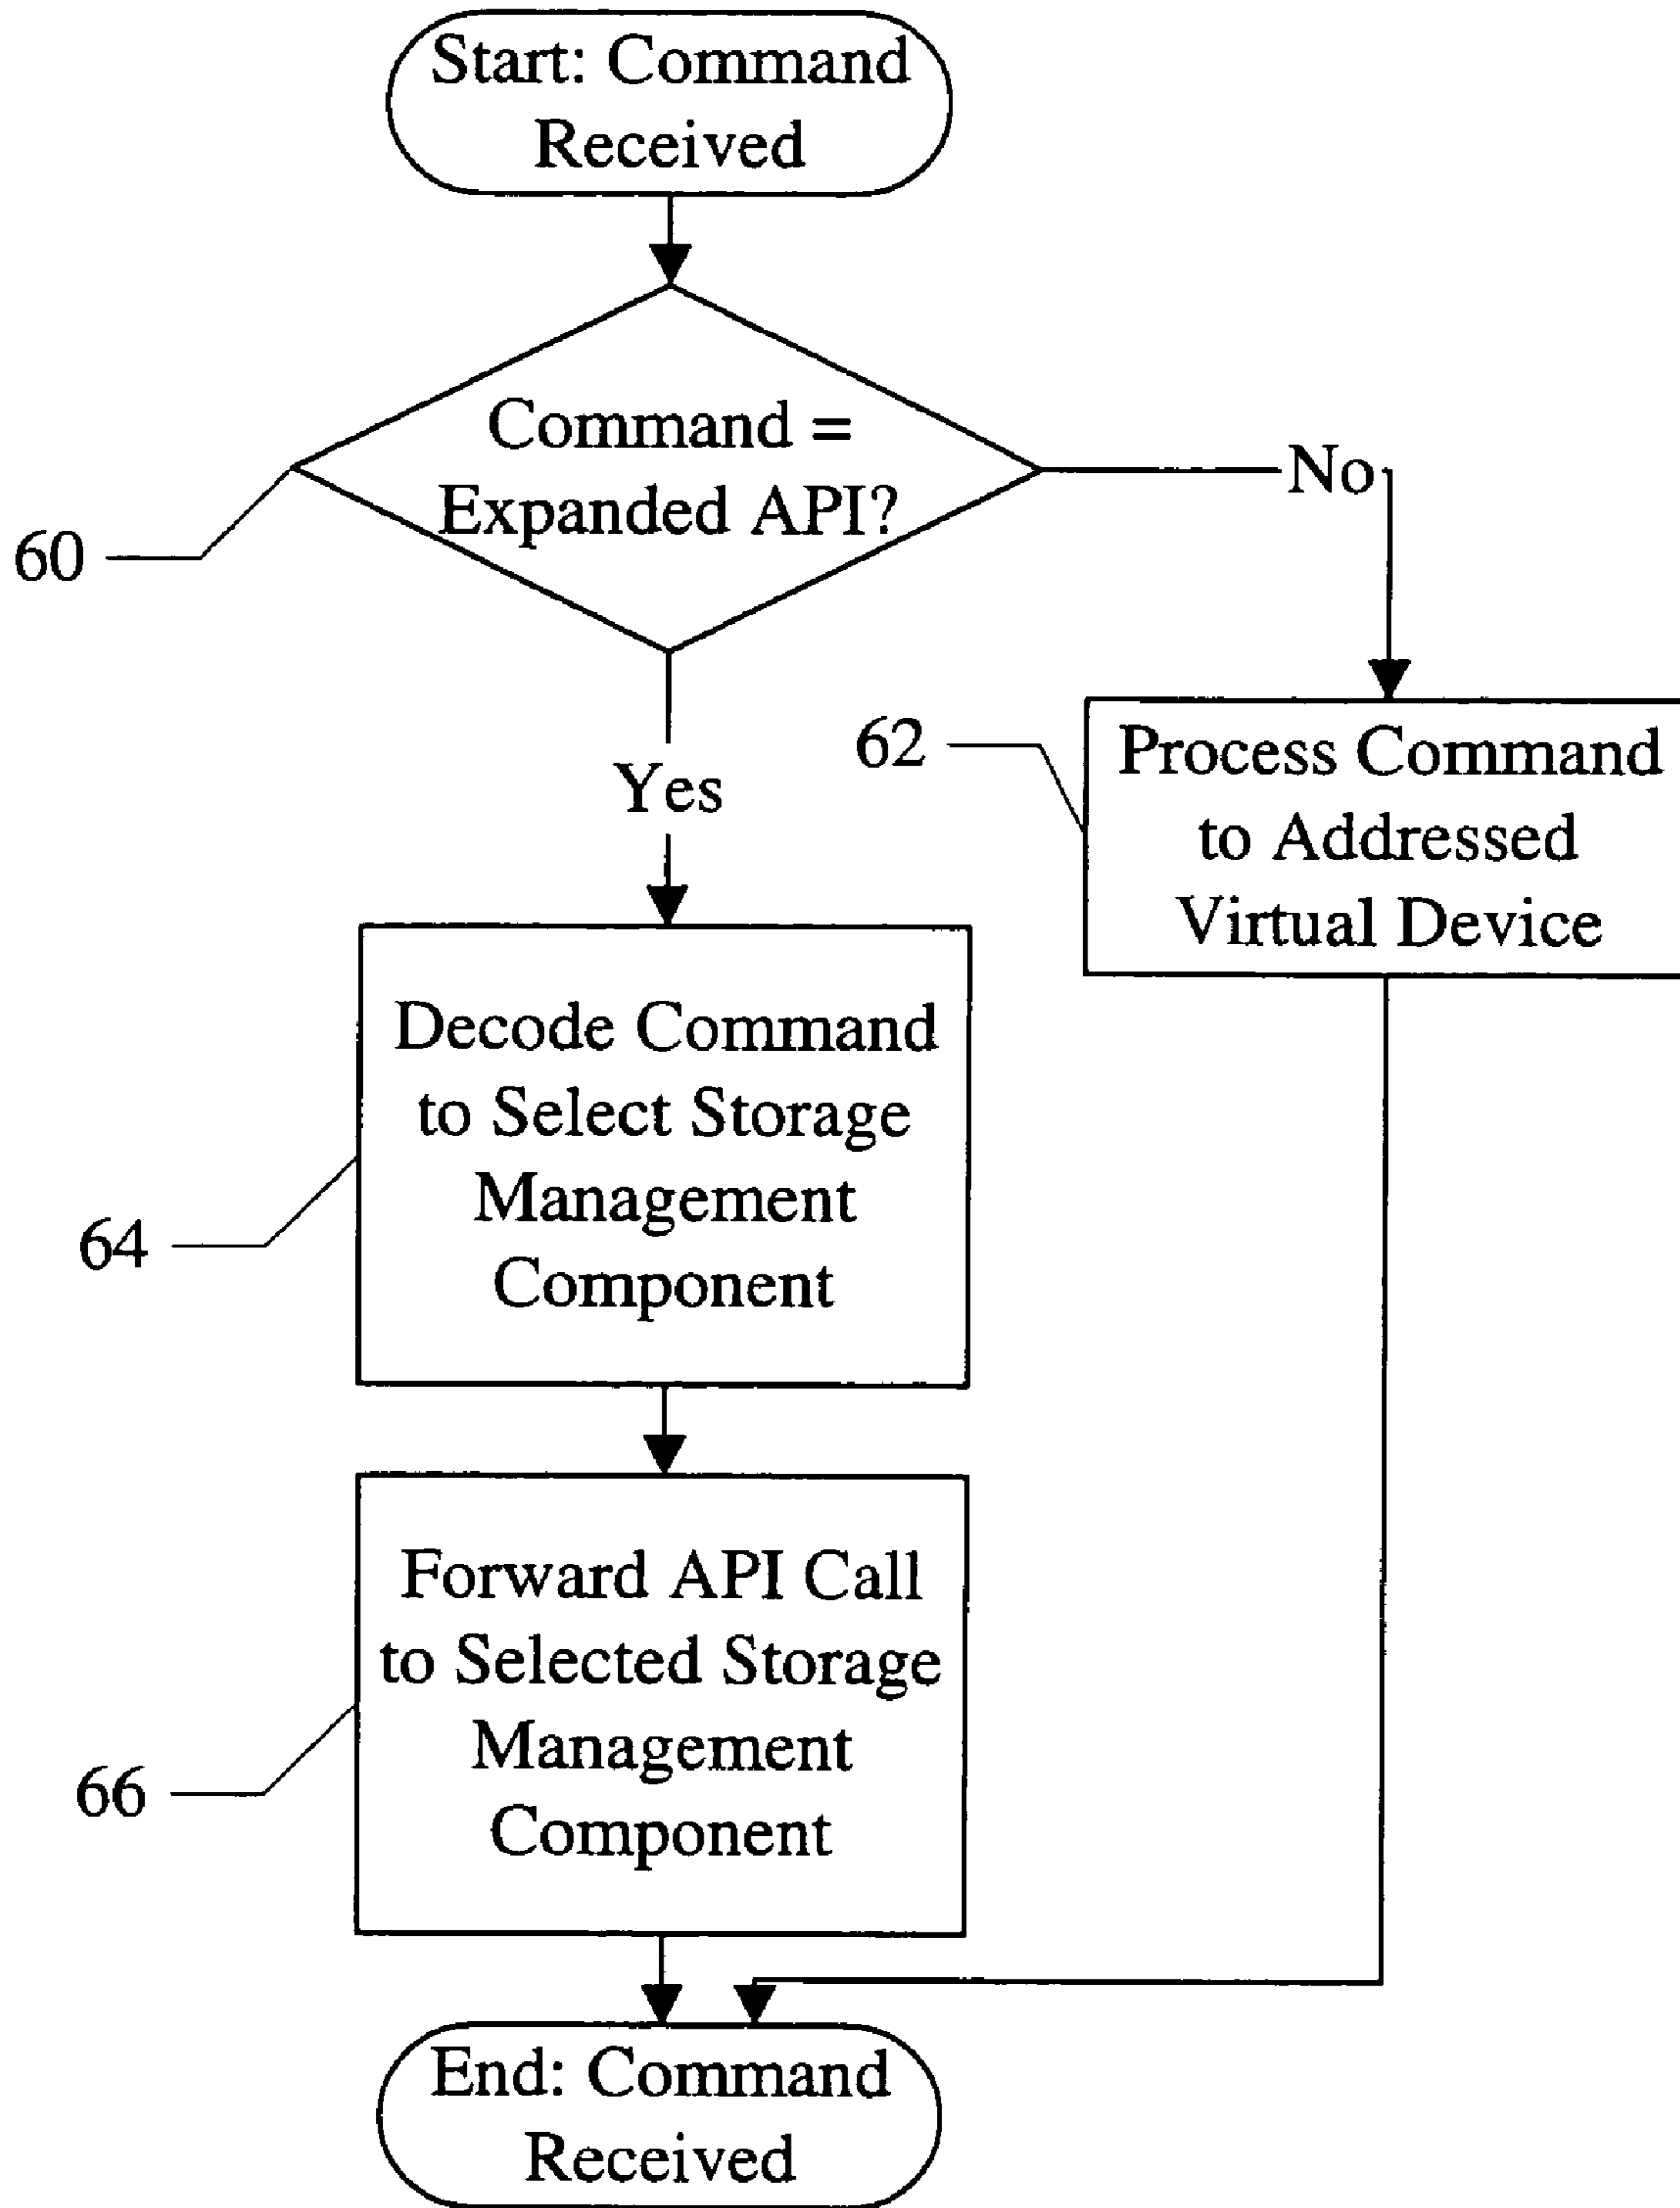 Start: Command
Received
Command =
Expanded API?
No
60
Yes
62
Process Command
to Addressed
Virtual Device
Decode Command
to Select Storage
Management
Component
64
Forward API Call
to Selected Storage
Management
Component
66
End: Command
Received